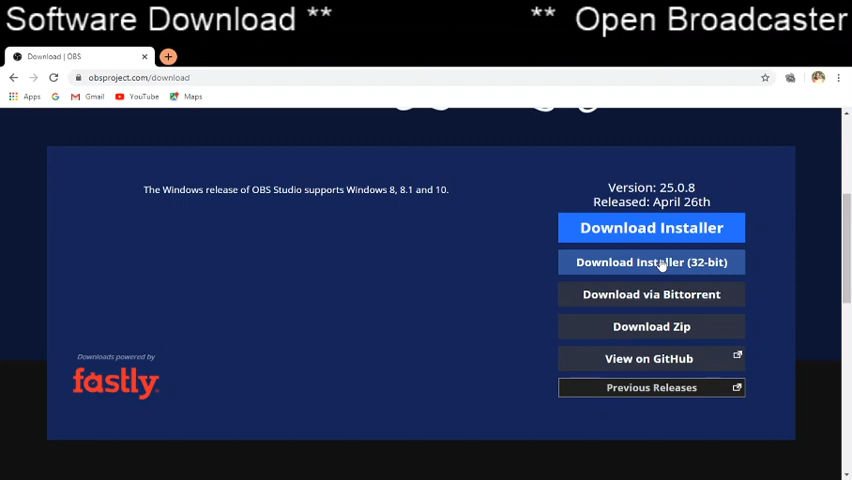 Software Download ** ** Open Broadcaster
Download | OBS
obsproject.com/download
Apps Gmail YouTube Maps
The Windows release of OBS Studio supports Windows 8, 8.1 and 10.
Version: 25.0.8
Released: April 26th
Download Installer
Download Installer (32-bit)
Download via Bittorrent
Download Zip
View on GitHub
Previous Releases
Downloads powered by
fastly